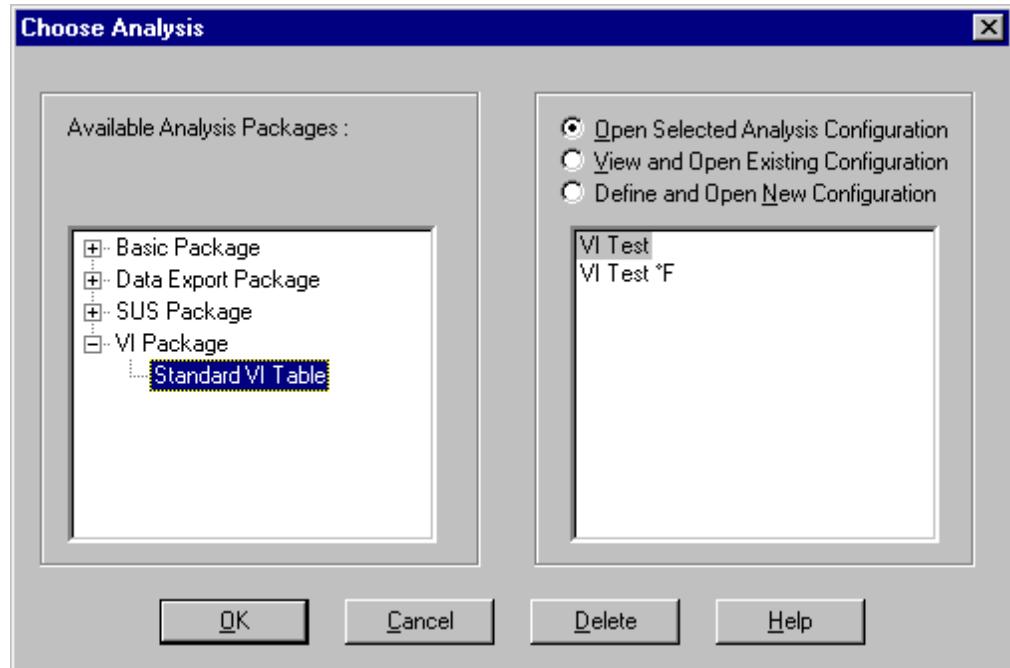 Choose Analysis
Available Analysis Packages :
Basic Package
Data Export Package
SUS Package
VI Package
Standard VI Table
Open Selected Analysis Configuration
View and Open Existing Configuration
Define and Open New Configuration
VI Test
VI Test °F
OK
Cancel
Delete
Help